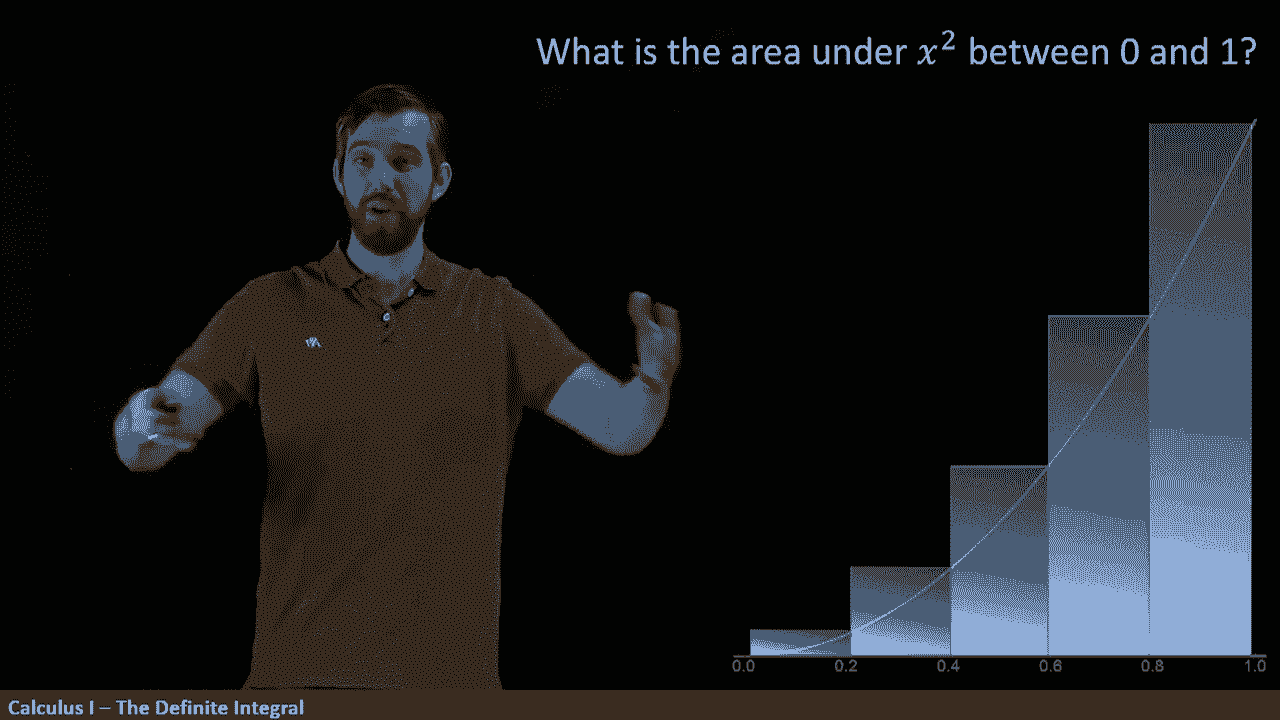 What is the area under x² between 0 and 1?
0.0 0.2 0.4 0.6 0.8 1.0
Calculus I – The Definite Integral